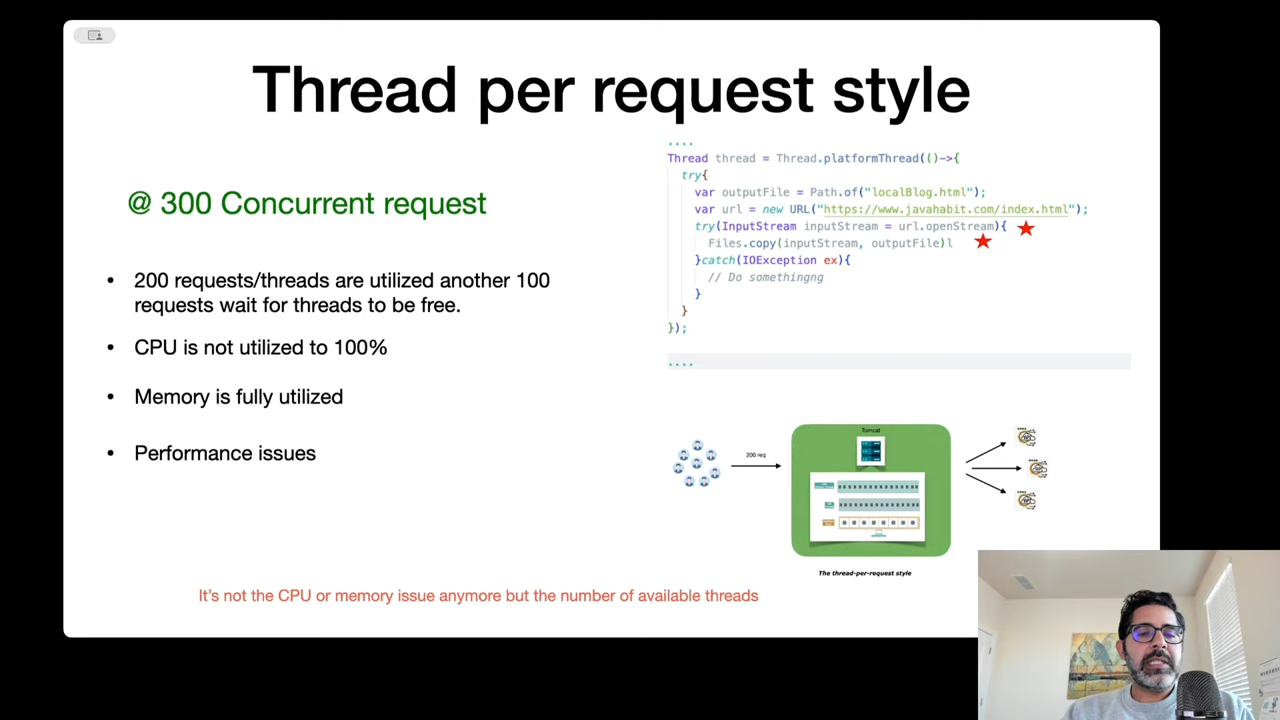 Thread per request style
@ 300 Concurrent request
• 200 requests/threads are utilized another 100
requests wait for threads to be free.
• CPU is not utilized to 100%
• Memory is fully utilized
• Performance issues
....
Thread thread = Thread.platformThread(()->{
try{
var outputFile = Path.of("localBlog.html");
var url = new URL("https://www.javahabit.com/index.html");
try(InputStream inputStream = url.openStream){
Files.copy(inputStream, outputFile)l
}catch(IOException ex){
// Do somethingng
}
}
});
....
200 req
Tomcat
The thread-per-request style
It's not the CPU or memory issue anymore but the number of available threads